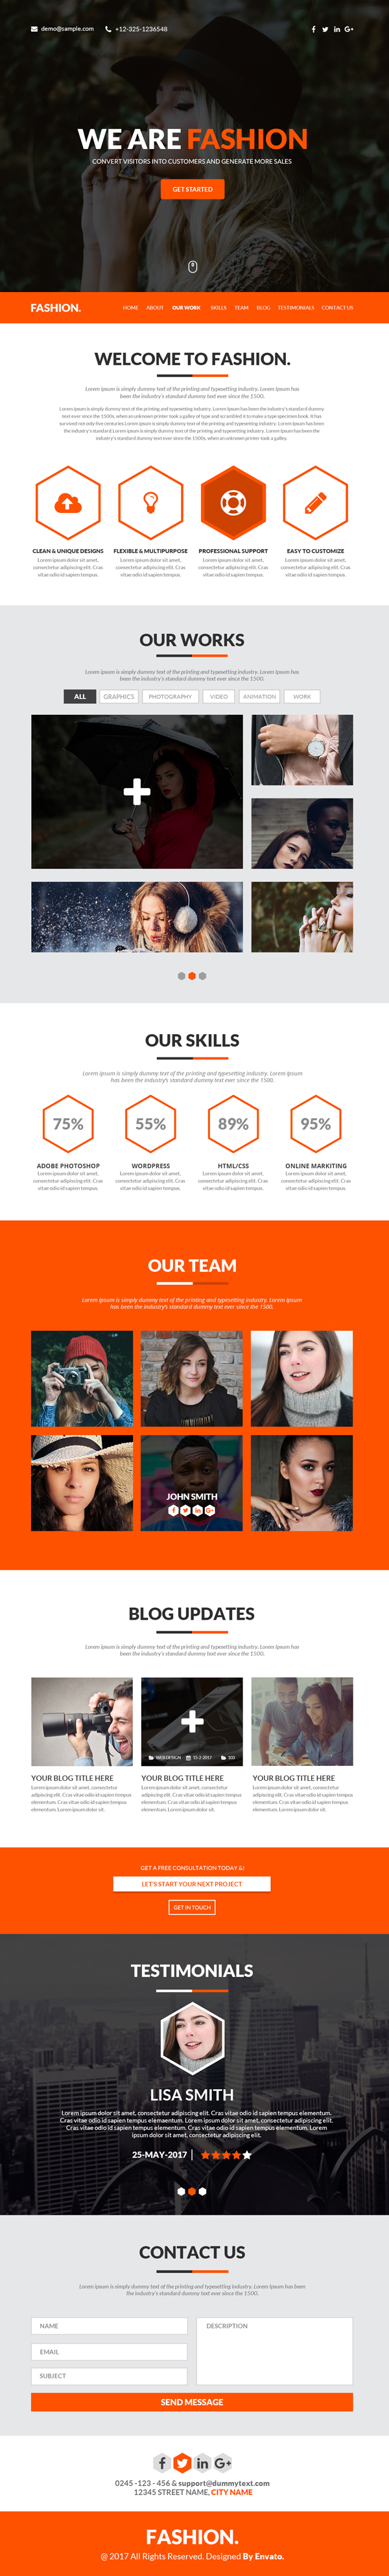 demo@sample.com +12-325-1236548
WE ARE FASHION
CONVERT VISITORS INTO CUSTOMERS AND GENERATE MORE SALES
GET STARTED
FASHION. HOME ABOUT OUR WORK SKILLS TEAM BLOG TESTIMONIALS CONTACT US
WELCOME TO FASHION.
Lorem ipsum is simply dummy text of the printing and typesetting industry. Lorem Ipsum has
been the industry's standard dummy text ever since the 1500.
Lorem ipsum is simply dummy text of the printing and typesetting industry. Lorem Ipsum has been the industry's standard dummy
text ever since the 1500s, when an unknown printer took a galley of type and scrambled it to make a type specimen book. It has
survived not only five centuries.Lorem ipsum is simply dummy text of the printing and typesetting industry. Lorem Ipsum has been
the industry's standard Lorem ipsum is simply dummy text of the printing and typesetting industry. Lorem Ipsum has been the
industry's standard dummy text ever since the 1500s, when an unknown printer took a galley.
CLEAN & UNIQUE DESIGNS FLEXIBLE & MULTIPURPOSE PROFESSIONAL SUPPORT EASY TO CUSTOMIZE
Lorem ipsum dolor sit amet, Lorem ipsum dolor sit amet, Lorem ipsum dolor sit amet, Lorem ipsum dolor sit amet,
consectetur adipiscing elit. Cras consectetur adipiscing elit. Cras consectetur adipiscing elit. Cras consectetur adipiscing elit. Cras
vitae odio id sapien tempus. vitae odio id sapien tempus. vitae odio id sapien tempus. vitae odio id sapien tempus.
OUR WORKS
Lorem ipsum is simply dummy text of the printing and typesetting industry. Lorem Ipsum has
been the industry's standard dummy text ever since the 1500.
ALL GRAPHICS PHOTOGRAPHY VIDEO ANIMATION WORK
OUR SKILLS
Lorem ipsum is simply dummy text of the printing and typesetting industry. Lorem Ipsum
has been the industry's standard dummy text ever since the 1500.
75% 55% 89% 95%
ADOBE PHOTOSHOP WORDPRESS HTML/CSS ONLINE MARKITING
Lorem ipsum dolor sit amet, Lorem ipsum dolor sit amet, Lorem ipsum dolor sit amet, Lorem ipsum dolor sit amet,
consectetur adipiscing elit. Cras consectetur adipiscing elit. Cras consectetur adipiscing elit. Cras consectetur adipiscing elit. Cras
vitae odio id sapien tempus. vitae odio id sapien tempus. vitae odio id sapien tempus. vitae odio id sapien tempus.
OUR TEAM
Lorem ipsum is simply dummy text of the printing and typesetting industry. Lorem Ipsum
has been the industry's standard dummy text ever since the 1500.
JOHN SMITH
BLOG UPDATES
Lorem ipsum is simply dummy text of the printing and typesetting industry. Lorem Ipsum has
been the industry's standard dummy text ever since the 1500.
WEB DESIGN 15-2-2017 103
YOUR BLOG TITLE HERE YOUR BLOG TITLE HERE YOUR BLOG TITLE HERE
Lorem ipsum dolor sit amet, consectetur Lorem ipsum dolor sit amet, consectetur Lorem ipsum dolor sit amet, consectetur
adipiscing elit. Cras vitae odio id sapien tempus adipiscing elit. Cras vitae odio id sapien tempus adipiscing elit. Cras vitae odio id sapien tempus
elementum. Cras vitae odio id sapien tempus elementum. Cras vitae odio id sapien tempus elementum. Cras vitae odio id sapien tempus
elementum. Lorem ipsum dolor sit. elementum. Lorem ipsum dolor sit. elementum. Lorem ipsum dolor sit.
GET A FREE CONSULTATION TODAY &!
LET'S START YOUR NEXT PROJECT
GET IN TOUCH
TESTIMONIALS
LISA SMITH
Lorem ipsum dolor sit amet, consectetur adipiscing elit. Cras vitae odio id sapien tempus elementum.
Cras vitae odio id sapien tempus elemaentum. Lorem ipsum dolor sit amet, consectetur adipiscing elit.
Cras vitae odio id sapien tempus elementum. Cras vitae odio id sapien tempus elementum. Lorem
ipsum dolor sit amet, consectetur adipiscing elit.
25-MAY-2017
CONTACT US
Lorem ipsum is simply dummy text of the printing and typesetting industry. Lorem Ipsum has been
the industry's standard dummy text ever since the 1500.
NAME DESCRIPTION
EMAIL
SUBJECT
SEND MESSAGE
0245 -123 - 456 & support@dummytext.com
12345 STREET NAME, CITY NAME
FASHION.
@ 2017 All Rights Reserved. Designed By Envato.